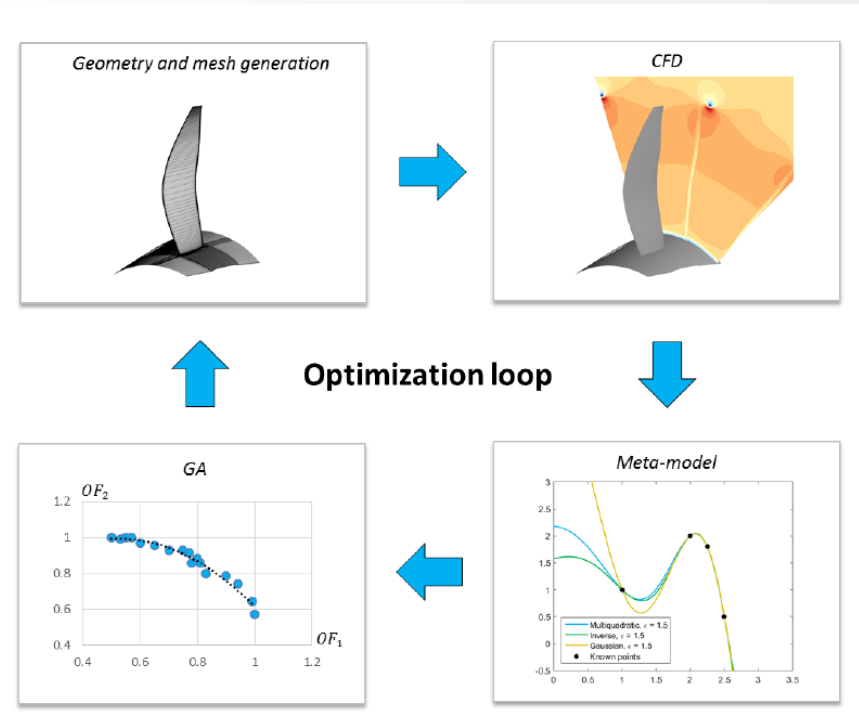 Geometry and mesh generation
CFD
Optimization loop
GA
OF₂
1.2
1
0.8
0.6
0.4
0.4 0.6 0.8 1 1.2
OF₁
Meta-model
3
2.5
2
1.5
1
0.5
0
-0.5
Multiquadratic, ϵ = 1.5
Inverse, ϵ = 1.5
Gaussian, ϵ = 1.5
Known points
0 0.5 1 1.5 2 2.5 3 3.5